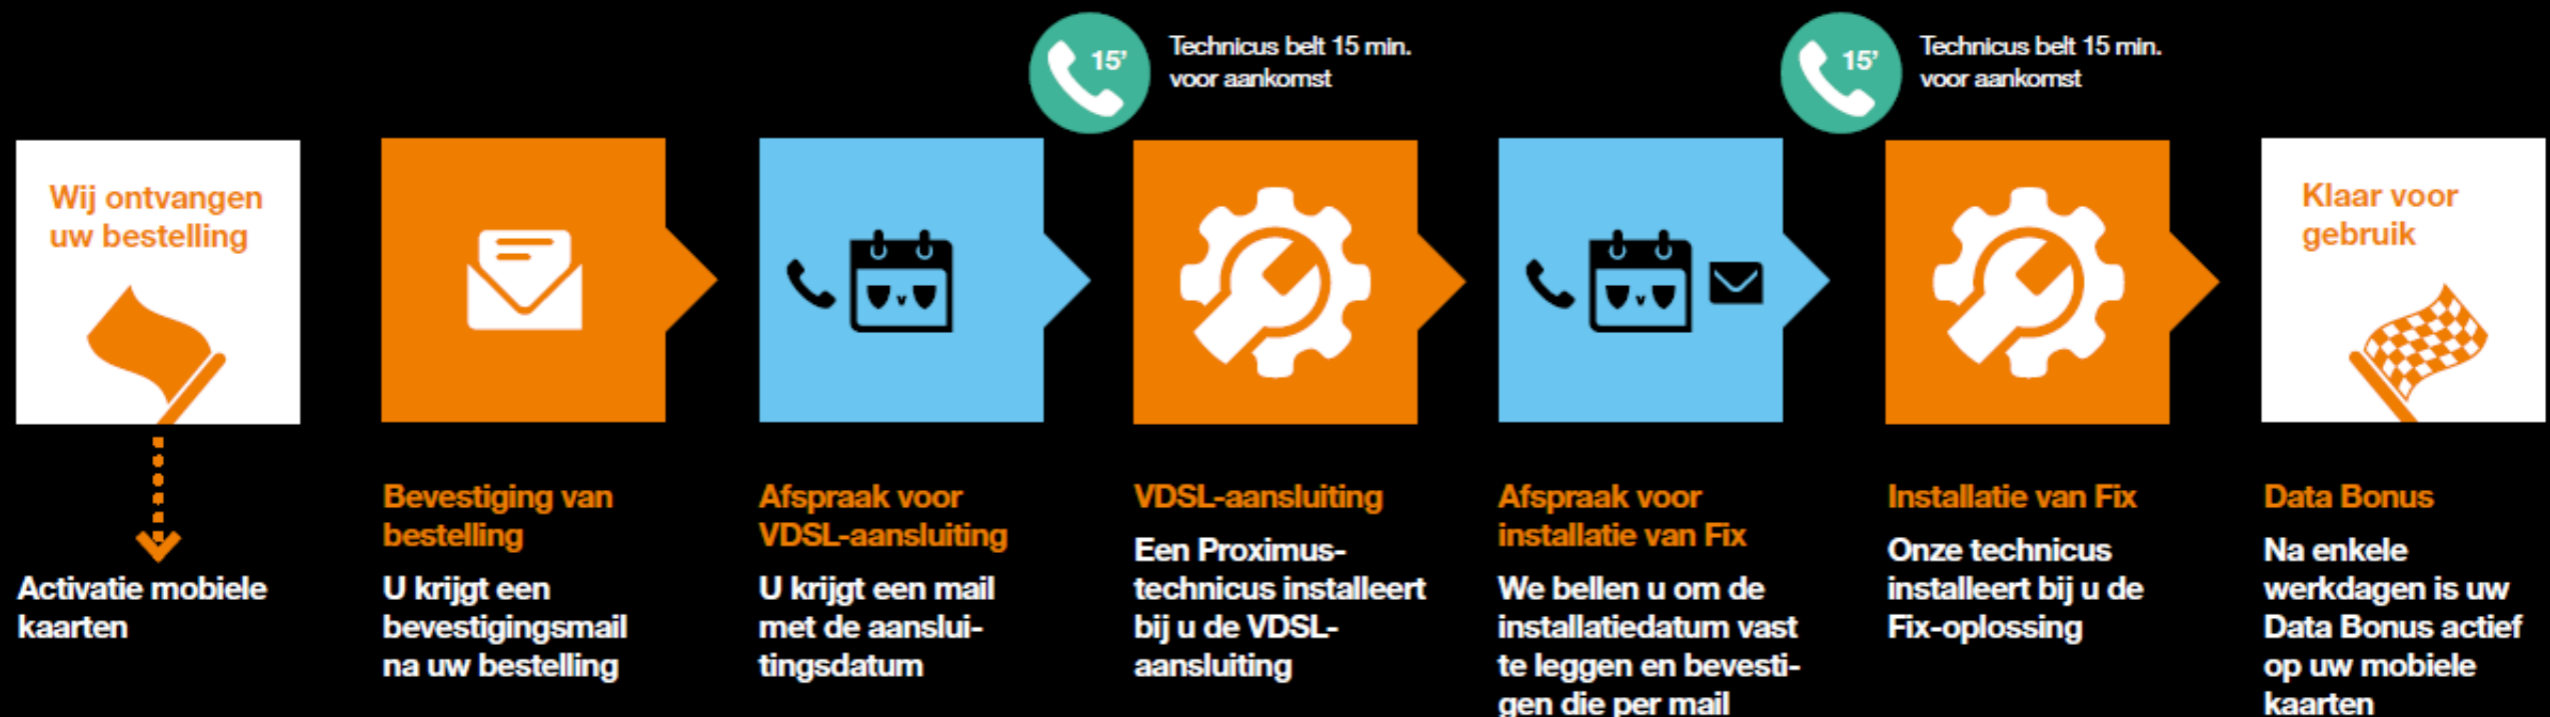 15'
Technicus belt 15 min.
voor aankomst
15'
Technicus belt 15 min.
voor aankomst
Wij ontvangen
uw bestelling
Activatie mobiele
kaarten
Bevestiging van
bestelling
U krijgt een
bevestigingsmail
na uw bestelling
Afspraak voor
VDSL-aansluiting
U krijgt een mail
met de aanslui-
tingsdatum
v
VDSL-aansluiting
Een Proximus-
technicus installeert
bij u de VDSL-
aansluiting
v
Afspraak voor
installatie van Fix
We bellen u om de
installatiedatum vast
te leggen en bevesti-
gen die per mail
Installatie van Fix
Onze technicus
installeert bij u de
Fix-oplossing
Klaar voor
gebruik
Data Bonus
Na enkele
werkdagen is uw
Data Bonus actief
op uw mobiele
kaarten